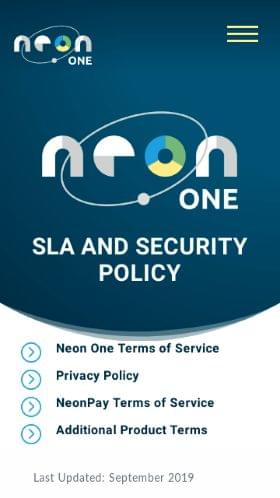 neon
ONE
neon
ONE
SLA AND SECURITY
POLICY
Neon One Terms of Service
Privacy Policy
NeonPay Terms of Service
Additional Product Terms
Last Updated: September 2019